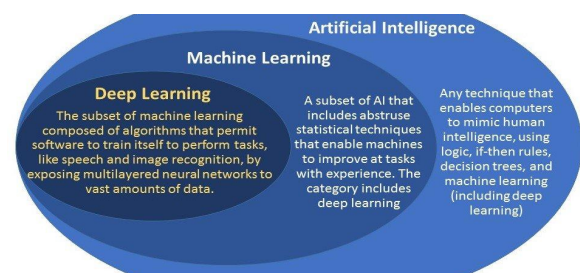 Artificial Intelligence
Machine Learning
Deep Learning
The subset of machine learning
composed of algorithms that permit
software to train itself to perform tasks,
like speech and image recognition, by
exposing multilayered neural networks to
vast amounts of data.
A subset of AI that
includes abstruse
statistical techniques
that enable machines
to improve at tasks
with experience. The
category includes
deep learning
Any technique that
enables computers
to mimic human
intelligence, using
logic, if-then rules,
decision trees, and
machine learning
(including deep
learning)